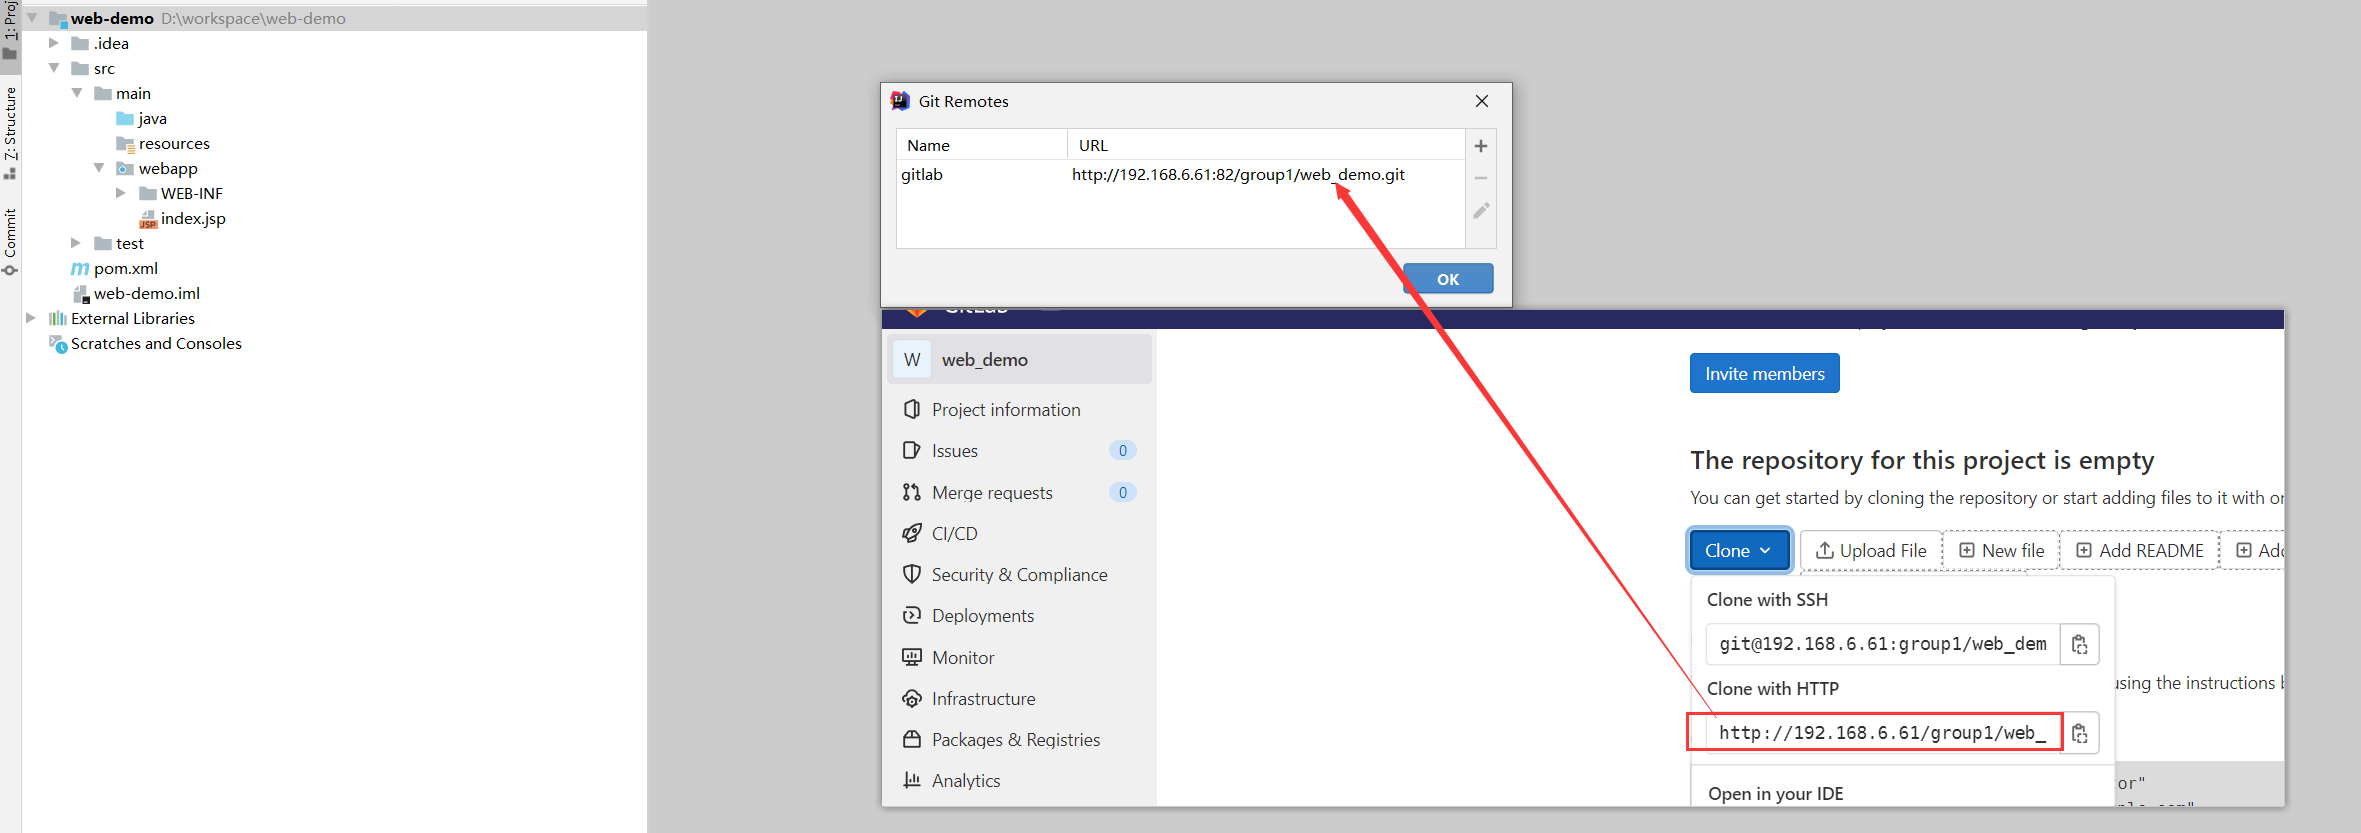 1: Proj
Z: Structure
Commit
web-demo D:\workspace\web-demo
.idea
src
main
java
resources
webapp
WEB-INF
index.jsp
test
pom.xml
web-demo.iml
External Libraries
Scratches and Consoles
Git Remotes
Name URL
gitlab http://192.168.6.61:82/group1/web_demo.git
OK
GitLab
W web_demo
Project information
Issues 0
Merge requests 0
CI/CD
Security & Compliance
Deployments
Monitor
Infrastructure
Packages & Registries
Analytics
Invite members
The repository for this project is empty
You can get started by cloning the repository or start adding files to it with or
Clone Upload File New file Add README Add
Clone with SSH
git@192.168.6.61:group1/web_dem
using the instructions b
Clone with HTTP
http://192.168.6.61/group1/web_
Open in your IDE
tor"